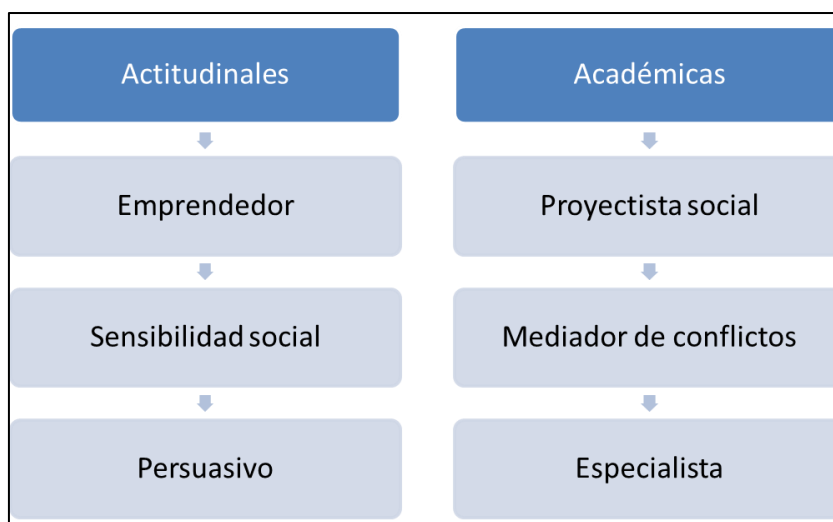 Actitudinales
Emprendedor
Sensibilidad social
Persuasivo
Académicas
Proyectista social
Mediador de conflictos
Especialista